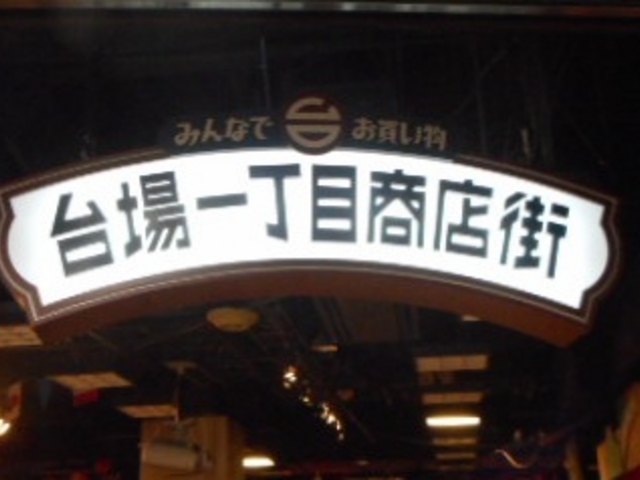 みんなで お買い物
台場一丁目商店街